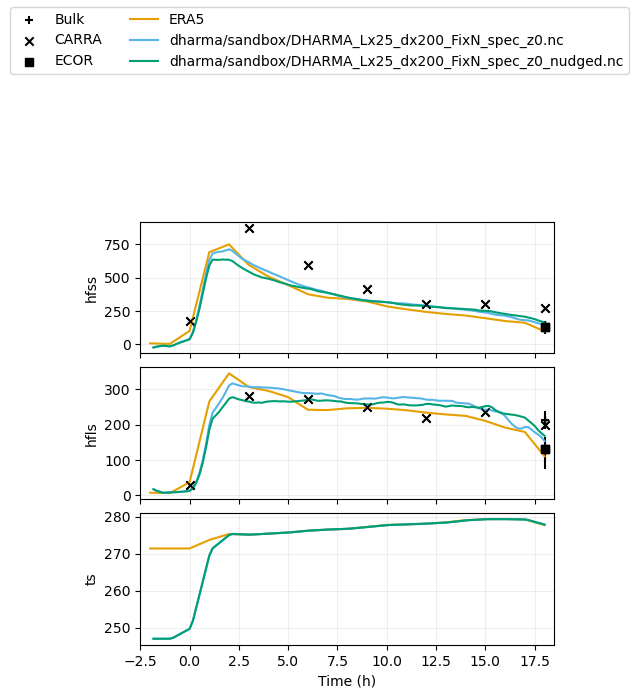 Bulk
CARRA
ECOR
ERA5
dharma/sandbox/DHARMA_Lx25_dx200_FixN_spec_z0.nc
dharma/sandbox/DHARMA_Lx25_dx200_FixN_spec_z0_nudged.nc
hfss
750
500
250
0
hfls
300
200
100
0
ts
280
270
260
250
−2.5 0.0 2.5 5.0 7.5 10.0 12.5 15.0 17.5
Time (h)